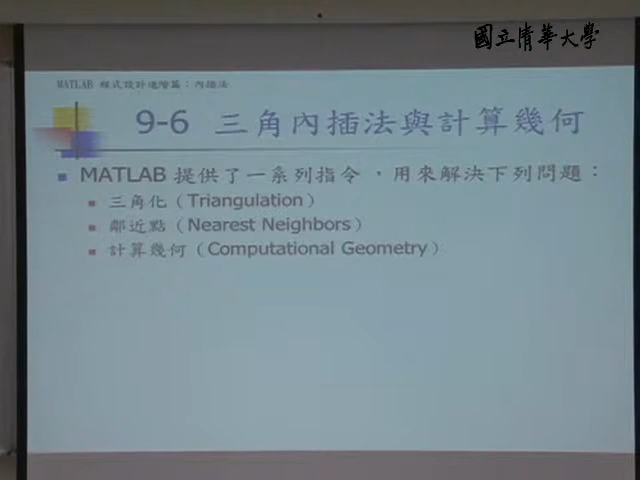 國立清華大學
MATLAB 程式設計進階篇：內插法
9-6 三角內插法與計算幾何
MATLAB 提供了一系列指令，用來解決下列問題：
三角化（Triangulation）
鄰近點（Nearest Neighbors）
計算幾何（Computational Geometry）